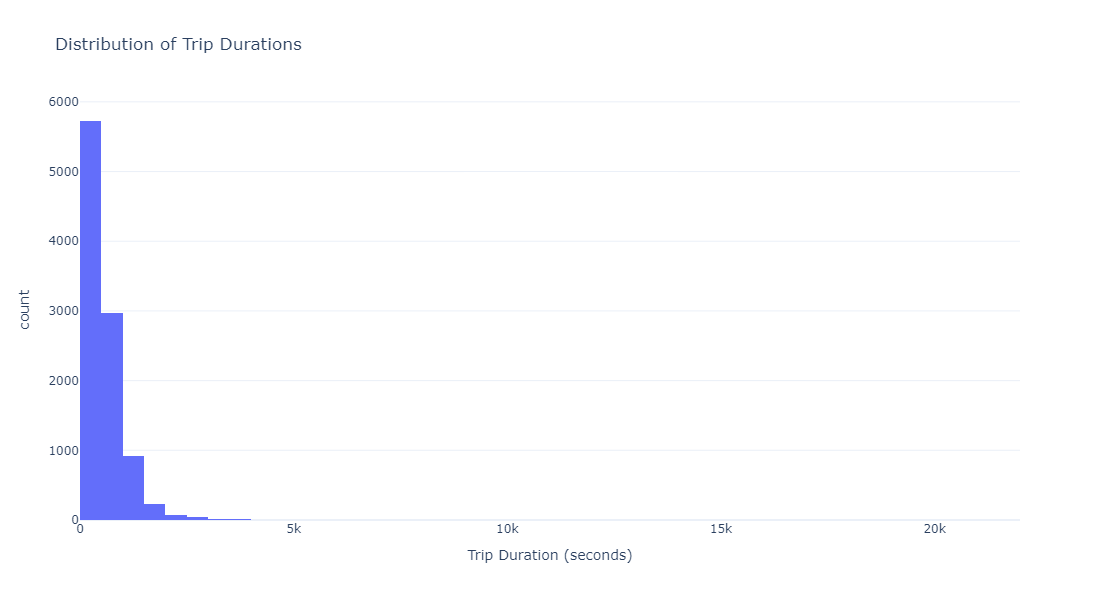 Distribution of Trip Durations
6000
5000
4000
3000
2000
1000
0
count
0 5k 10k 15k 20k
Trip Duration (seconds)